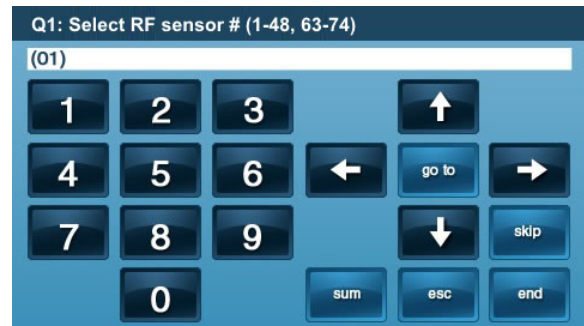 Q1: Select RF sensor # (1-48, 63-74)
(01)
1 2 3
4 5 6 go to
7 8 9 skip
0 sum esc end